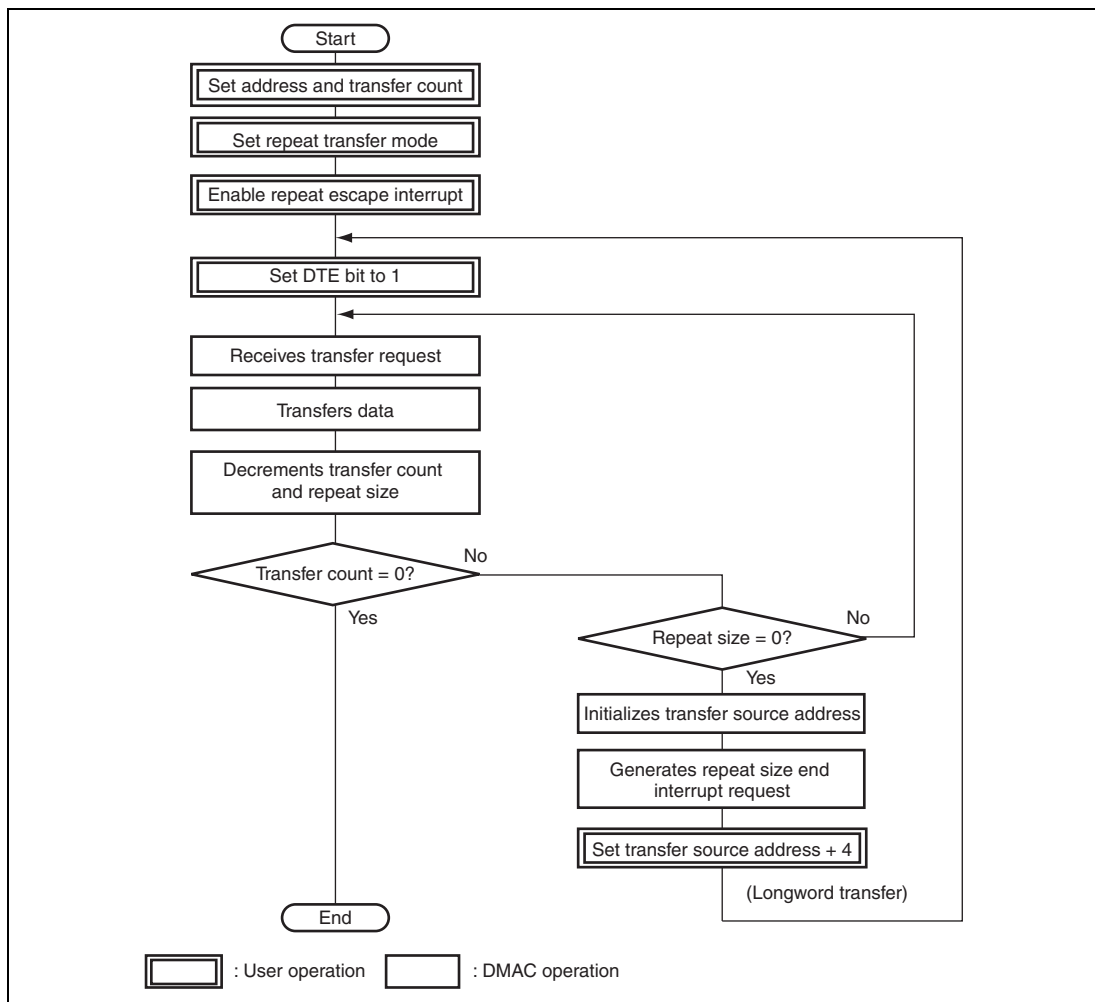 Start
Set address and transfer count
Set repeat transfer mode
Enable repeat escape interrupt
Set DTE bit to 1
Receives transfer request
Transfers data
Decrements transfer count
and repeat size
Transfer count = 0?
No
Yes
Repeat size = 0?
No
Yes
Initializes transfer source address
Generates repeat size end
interrupt request
Set transfer source address + 4
(Longword transfer)
End
: User operation
: DMAC operation